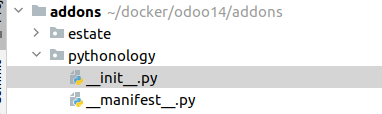 addons ~/docker/odoo14/addons
estate
pythonology
__init__.py
__manifest__.py